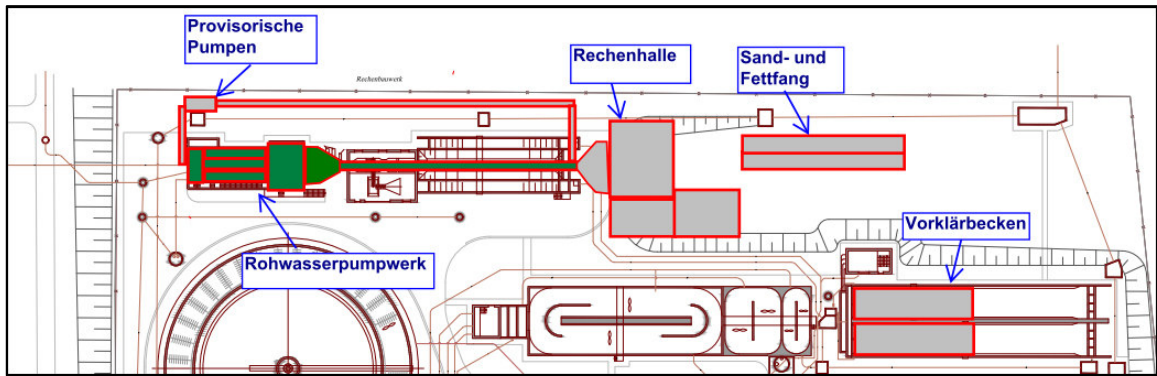 Provisorische
Pumpen
Rechenbauwerk
Rechenhalle
Sand- und
Fettfang
Rohwasserpumpwerk
Vorklärbecken